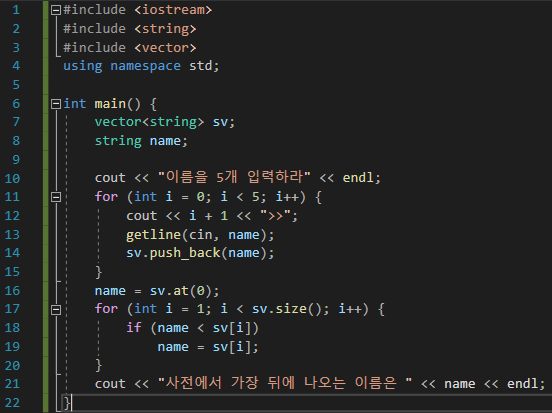 1 #include <iostream>
2 #include <string>
3 #include <vector>
4 using namespace std;
5
6 int main() {
7 vector<string> sv;
8 string name;
9
10 cout << "이름을 5개 입력하라" << endl;
11 for (int i = 0; i < 5; i++) {
12 cout << i + 1 << ">>";
13 getline(cin, name);
14 sv.push_back(name);
15 }
16 name = sv.at(0);
17 for (int i = 1; i < sv.size(); i++) {
18 if (name < sv[i])
19 name = sv[i];
20 }
21 cout << "사전에서 가장 뒤에 나오는 이름은 " << name << endl;
22 }